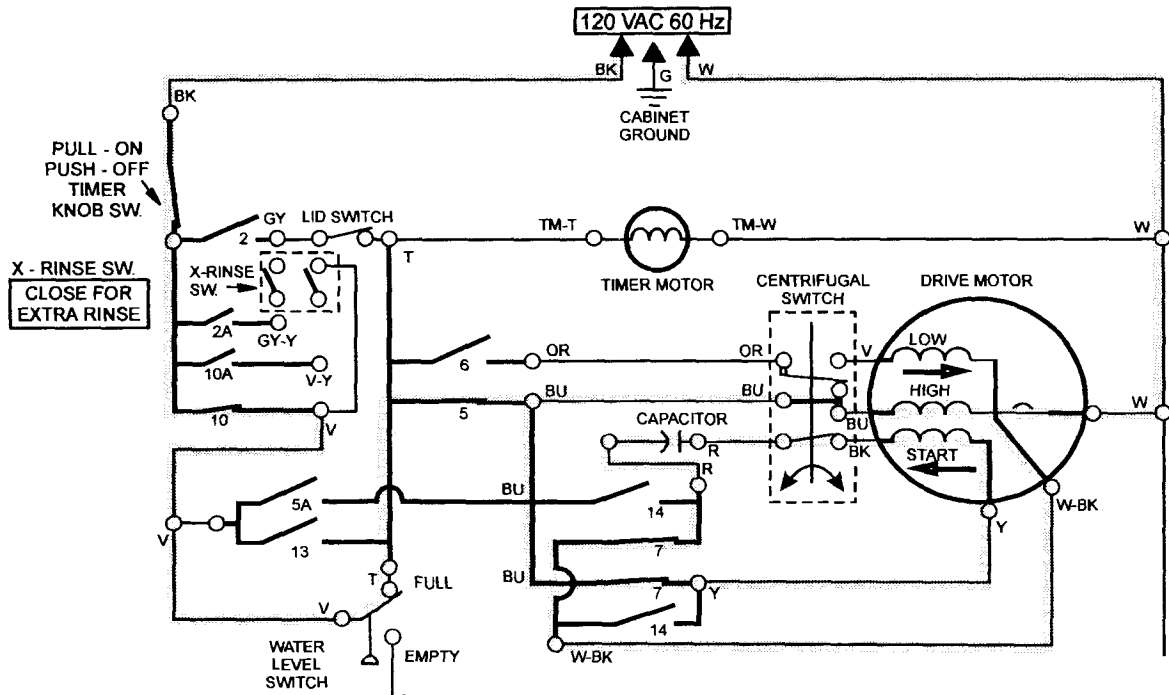 120 VAC 60 Hz
BK
W
G
BK
CABINET
GROUND
PULL - ON
PUSH - OFF
TIMER
KNOB SW.
GY
LID SWITCH
2
T
TM-T
TM-W
W
TIMER MOTOR
X - RINSE SW.
CLOSE FOR
EXTRA RINSE
X-RINSE
SW.
CENTRIFUGAL
SWITCH
DRIVE MOTOR
2A
GY-Y
LOW
6
OR
OR
V
10A
V-Y
HIGH
5
BU
BU
BU
W
10
V
CAPACITOR
START
R
BK
R
5A
BU
14
W-BK
Y
V
13
7
T
FULL
BU
7
Y
V
14
WATER
LEVEL
SWITCH
EMPTY
W-BK